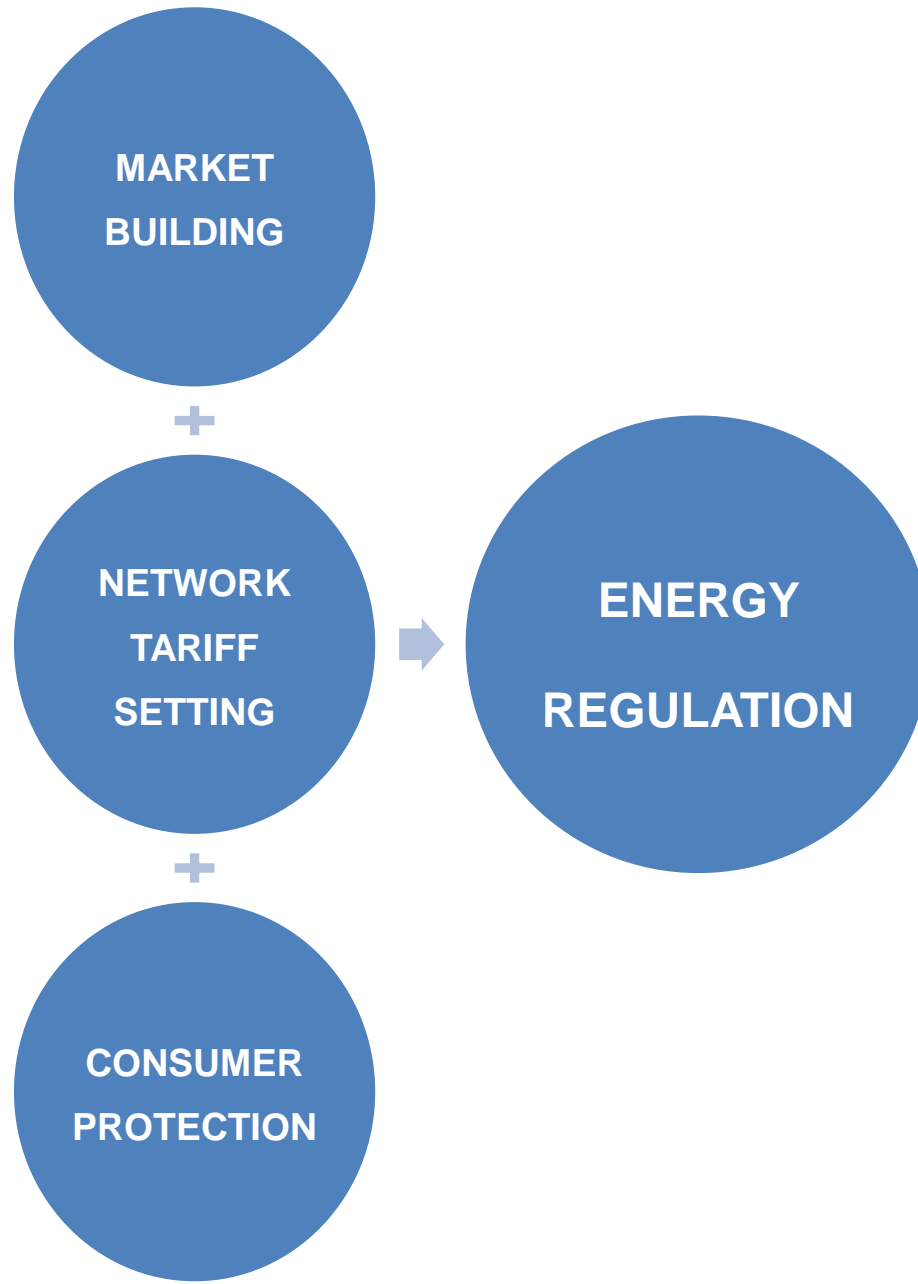 MARKET
BUILDING
NETWORK
TARIFF
SETTING
CONSUMER
PROTECTION
ENERGY
REGULATION